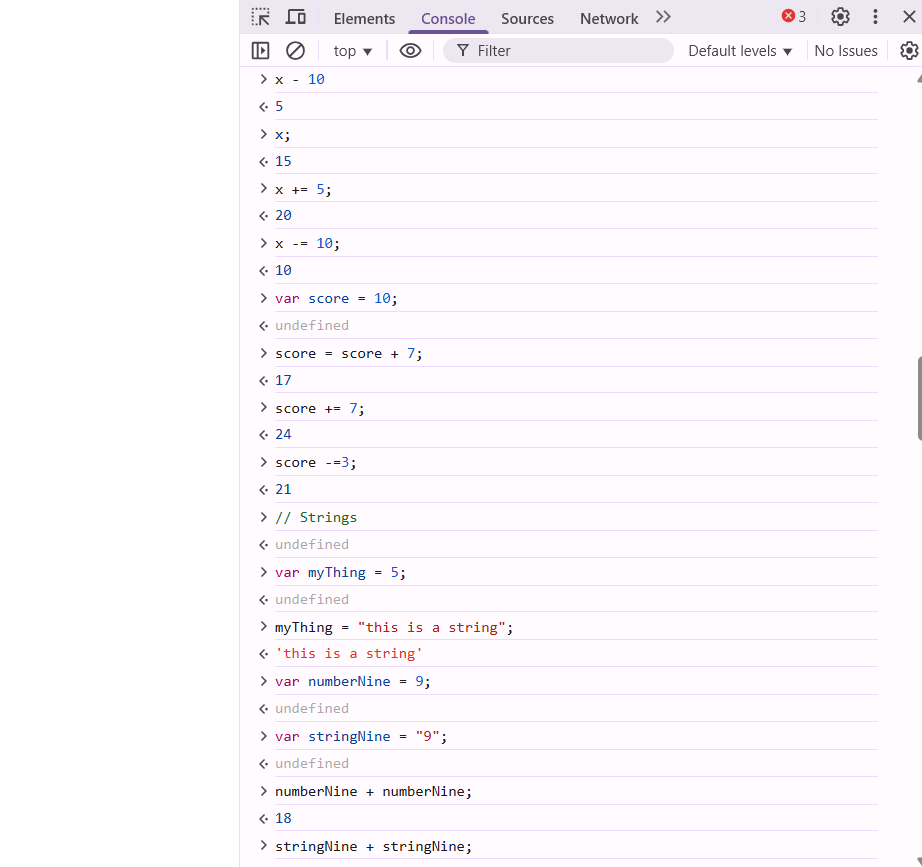 Elements Console Sources Network 3
top Filter Default levels No Issues
x - 10
5
x;
15
x += 5;
20
x -= 10;
10
var score = 10;
undefined
score = score + 7;
17
score += 7;
24
score -=3;
21
// Strings
undefined
var myThing = 5;
undefined
myThing = "this is a string";
'this is a string'
var numberNine = 9;
undefined
var stringNine = "9";
undefined
numberNine + numberNine;
18
stringNine + stringNine;